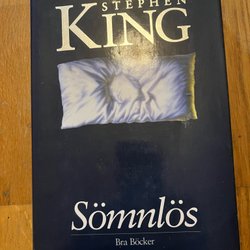 STEPHEN
KING
Sömnlös
Bra Böcker